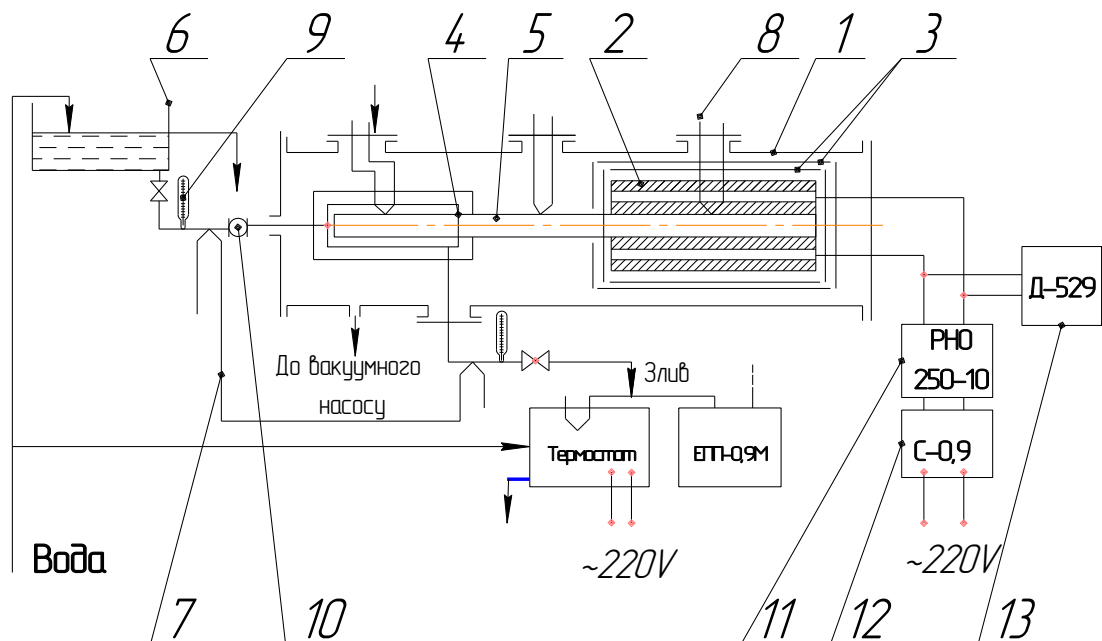 6 9 4 5 2 8 1 3
Д-529
РНО
250-10
До вакуумного
насосу
Злив
Термостат
ЕПП-0,9М
С-0,9
Вода
~220V
~220V
7 10 11 12 13